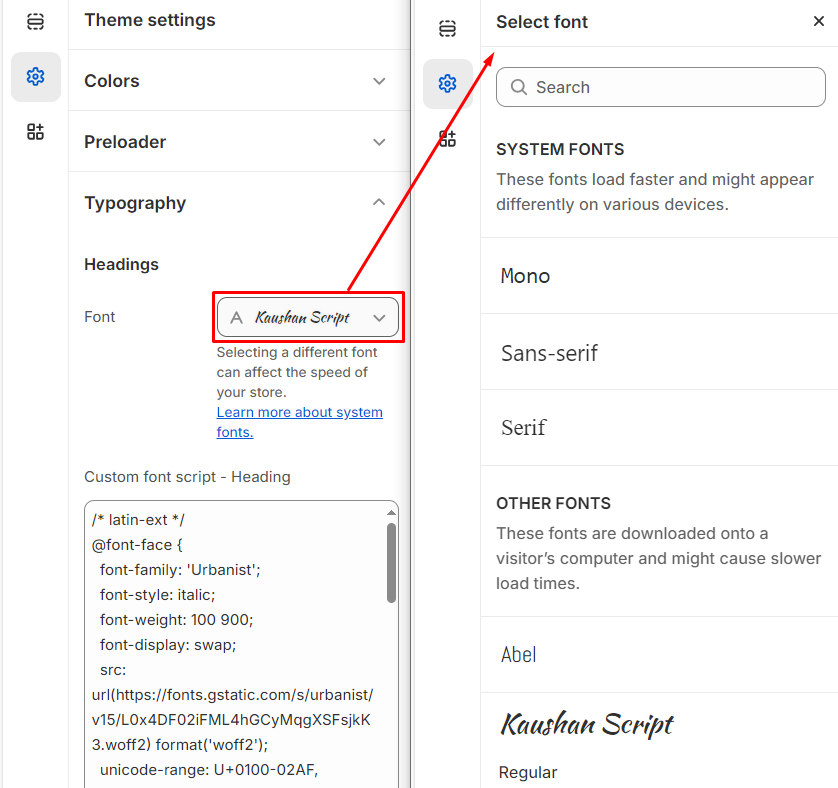 Theme settings
Colors
Preloader
Typography
Headings
Font
Kaushan Script
Selecting a different font
can affect the speed of
your store.
Learn more about system
fonts.
Custom font script - Heading
/* latin-ext */
@font-face {
font-family: 'Urbanist';
font-style: italic;
font-weight: 100 900;
font-display: swap;
src:
url(https://fonts.gstatic.com/s/urbanist/
v15/L0x4DF02iFML4hGCyMqgXSFsjkK
3.woff2) format('woff2');
unicode-range: U+0100-02AF,
Select font
Search
SYSTEM FONTS
These fonts load faster and might appear
differently on various devices.
Mono
Sans-serif
Serif
OTHER FONTS
These fonts are downloaded onto a
visitor’s computer and might cause slower
load times.
Abel
Kaushan Script
Regular